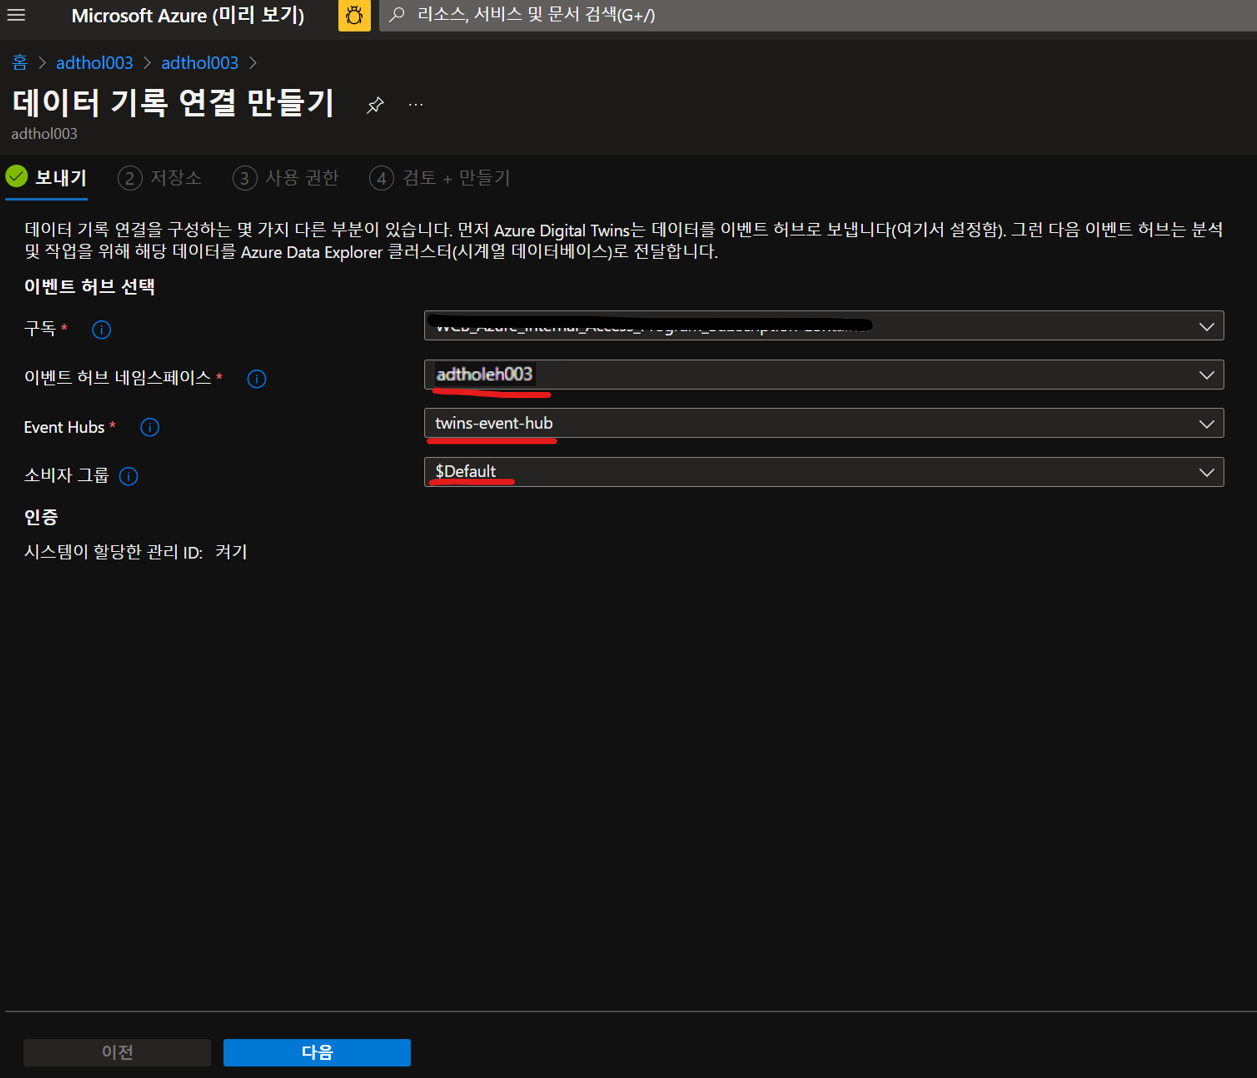 Microsoft Azure (미리 보기)
리소스, 서비스 및 문서 검색(G+/)
홈 > adthol003 > adthol003 >
데이터 기록 연결 만들기 ...
adthol003
보내기 2 저장소 3 사용 권한 4 검토 + 만들기
데이터 기록 연결을 구성하는 몇 가지 다른 부분이 있습니다. 먼저 Azure Digital Twins는 데이터를 이벤트 허브로 보냅니다(여기서 설정함). 그런 다음 이벤트 허브는 분석
및 작업을 위해 해당 데이터를 Azure Data Explorer 클러스터(시계열 데이터베이스)로 전달합니다.
이벤트 허브 선택
구독 *
이벤트 허브 네임스페이스 * adtholeh003
Event Hubs * twins-event-hub
소비자 그룹 $Default
인증
시스템이 할당한 관리 ID: 켜기
이전 다음